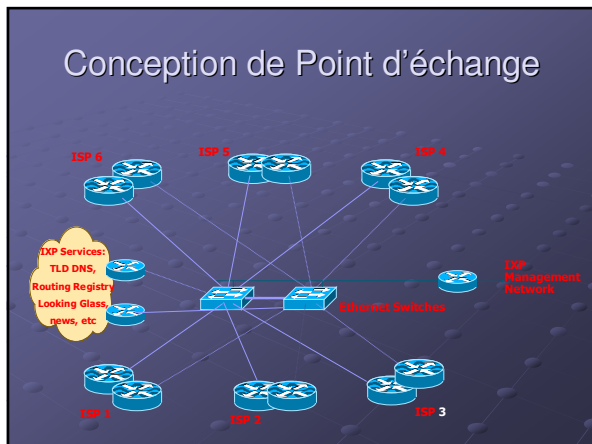 Conception de Point d'échange
ISP 6
ISP 5
ISP 4
IXP Services:
TLD DNS,
Routing Registry
Looking Glass,
news, etc
IXP
Management
Network
Ethernet Switches
ISP 1
ISP 2
ISP 3